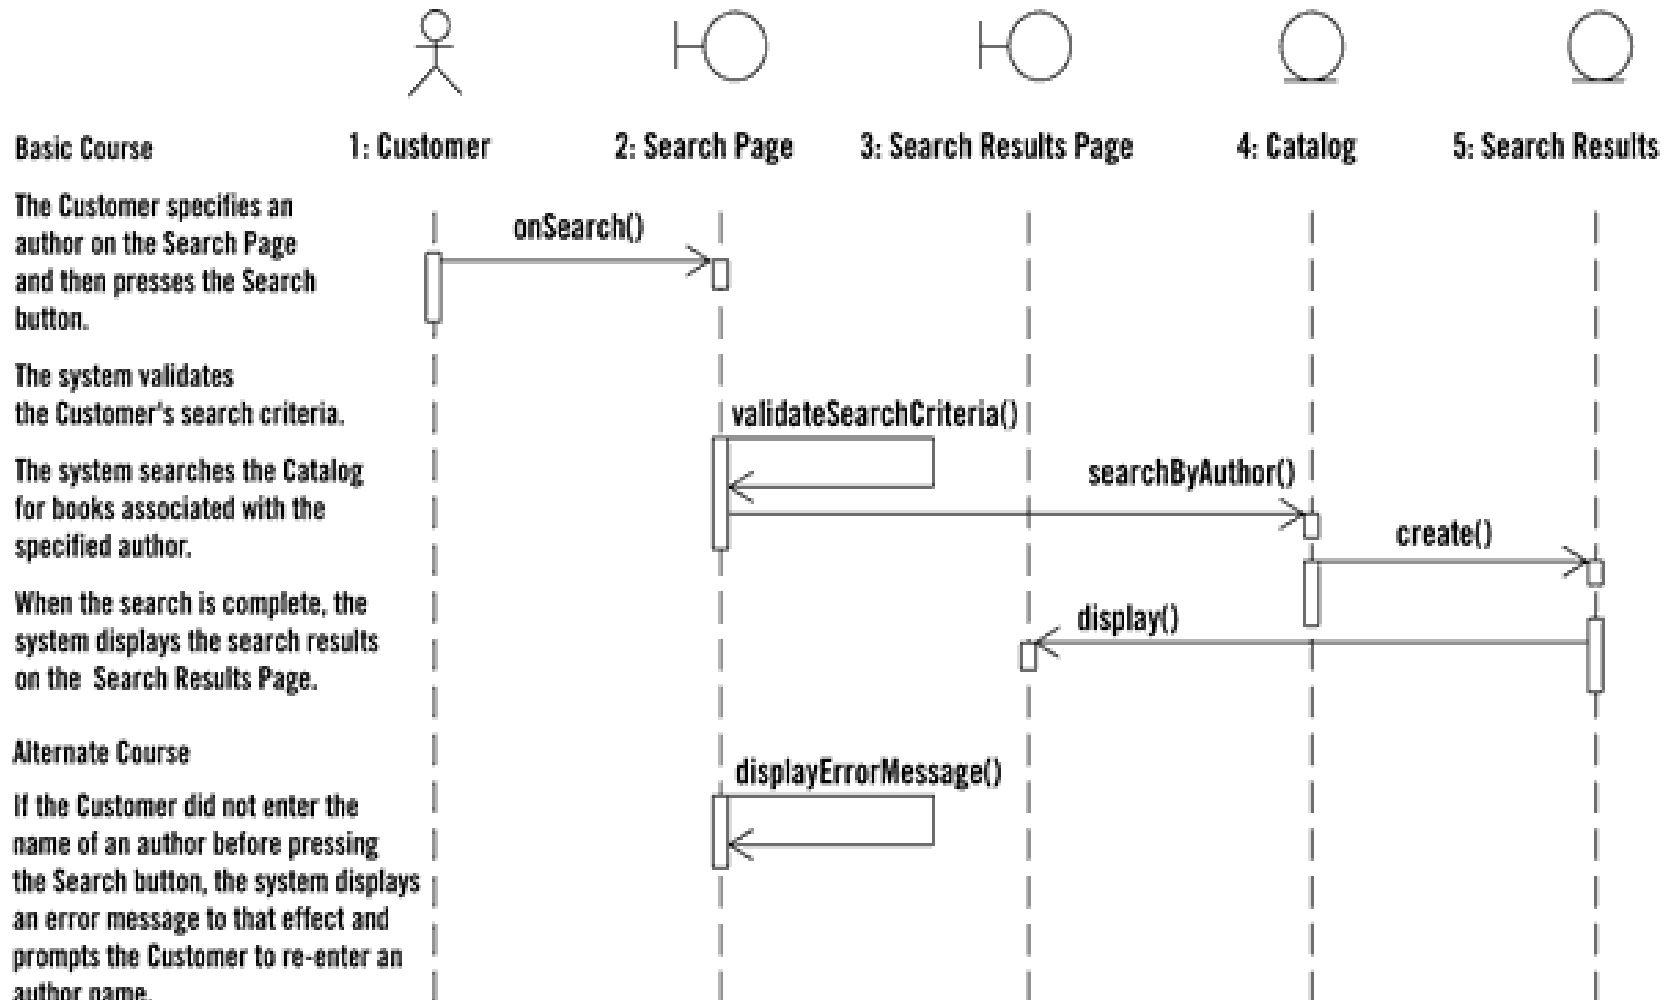 Basic Course
1: Customer
2: Search Page
3: Search Results Page
4: Catalog
5: Search Results
The Customer specifies an
author on the Search Page
and then presses the Search
button.
onSearch()
The system validates
the Customer's search criteria.
validateSearchCriteria()
The system searches the Catalog
for books associated with the
specified author.
searchByAuthor()
create()
When the search is complete, the
system displays the search results
on the Search Results Page.
display()
Alternate Course
displayErrorMessage()
If the Customer did not enter the
name of an author before pressing
the Search button, the system displays
an error message to that effect and
prompts the Customer to re-enter an
author name.